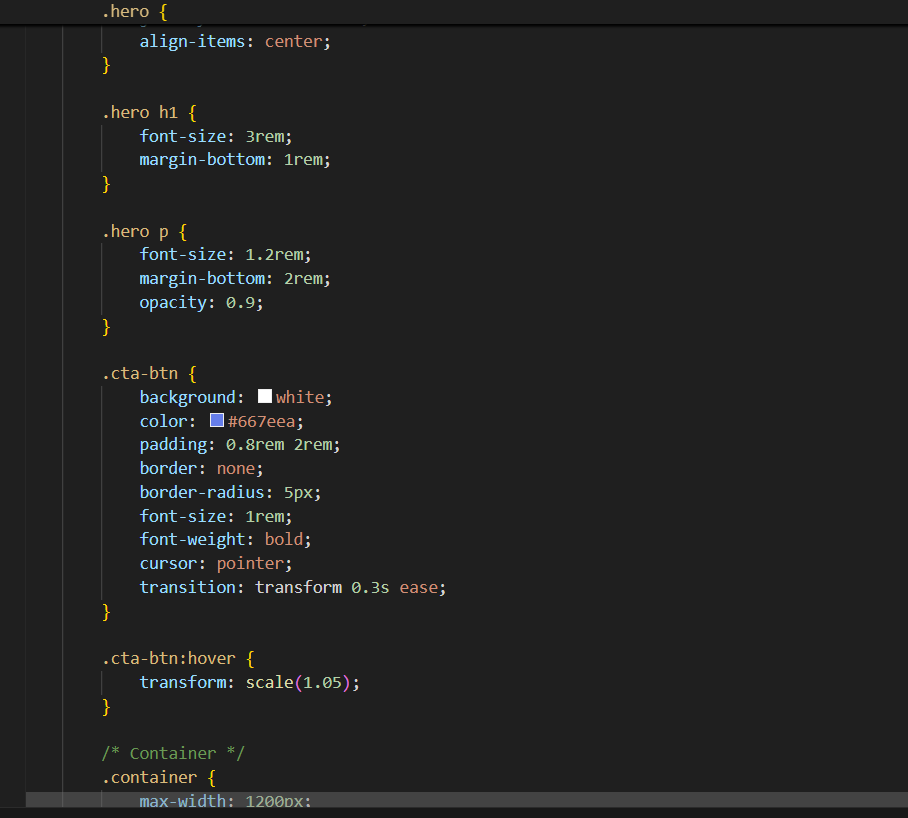 .hero {
align-items: center;
}
.hero h1 {
font-size: 3rem;
margin-bottom: 1rem;
}
.hero p {
font-size: 1.2rem;
margin-bottom: 2rem;
opacity: 0.9;
}
.cta-btn {
background: white;
color: #667eea;
padding: 0.8rem 2rem;
border: none;
border-radius: 5px;
font-size: 1rem;
font-weight: bold;
cursor: pointer;
transition: transform 0.3s ease;
}
.cta-btn:hover {
transform: scale(1.05);
}
/* Container */
.container {
max-width: 1200px;